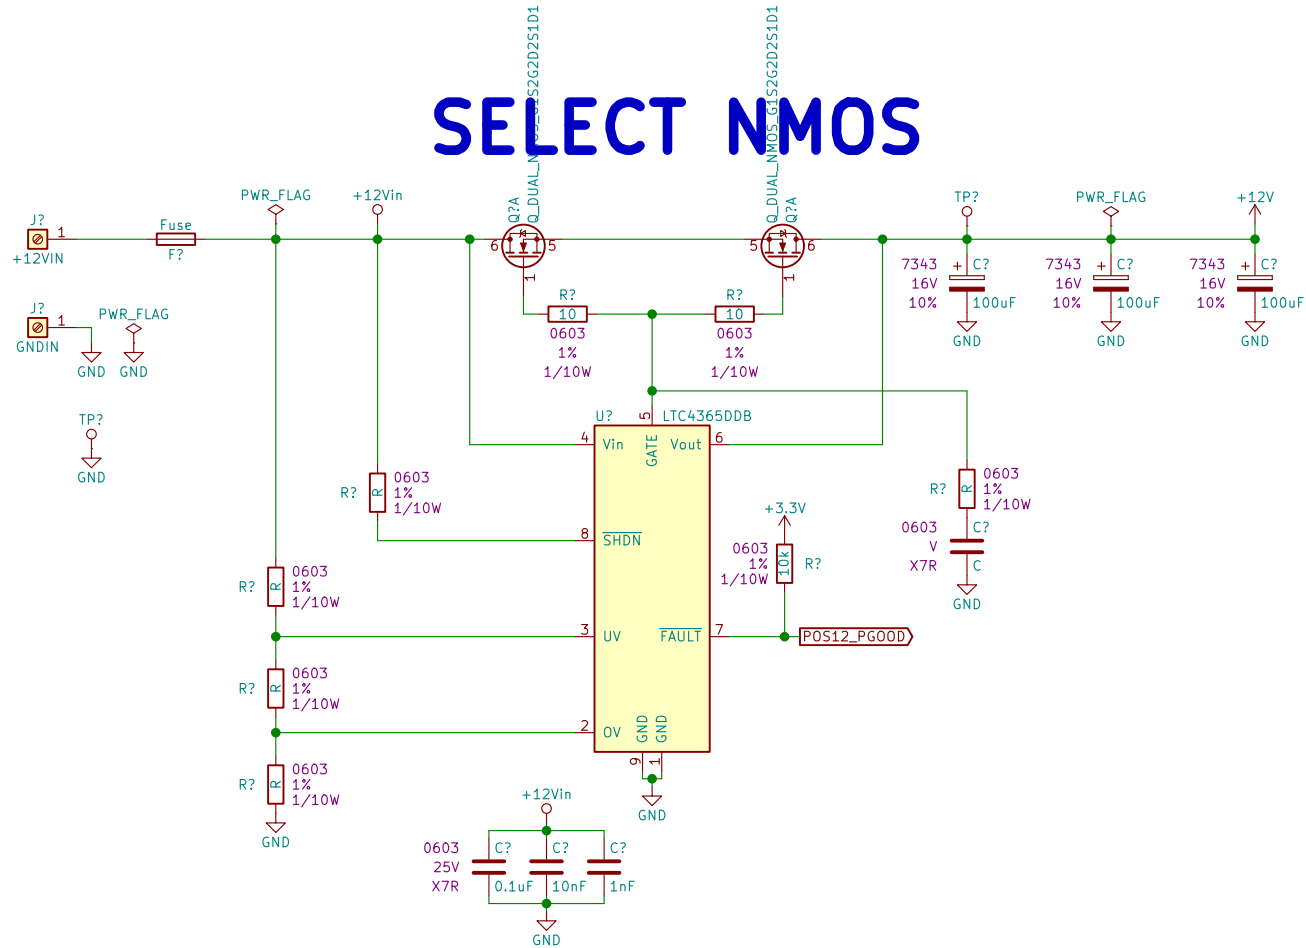 SELECT NMOS
Q_DUAL_NMOS_G1S2G2D2S1D1
Q?A
Q_DUAL_NMOS_G1S2G2D2S1D1
Q?A
PWR_FLAG
+12Vin
TP?
PWR_FLAG
+12V
J?
1
+12VIN
Fuse
F?
6
5
1
5
6
1
7343
16V
10%
C?
100uF
GND
7343
16V
10%
C?
100uF
GND
7343
16V
10%
C?
100uF
GND
J?
1
GNDIN
GND
PWR_FLAG
GND
R?
10
0603
1%
1/10W
R?
10
0603
1%
1/10W
TP?
GND
U?
LTC4365DDB
5
GATE
4
Vin
Vout
6
8
SHDN
3
UV
FAULT
7
2
OV
GND
GND
9
1
GND
R?
R
0603
1%
1/10W
R?
R
0603
1%
1/10W
0603
V
X7R
C?
C
GND
+3.3V
0603
1%
1/10W
10k
R?
POS12_PGOOD
R?
R
0603
1%
1/10W
R?
R
0603
1%
1/10W
R?
R
0603
1%
1/10W
GND
+12Vin
0603
25V
X7R
C?
0.1uF
C?
10nF
C?
1nF
GND